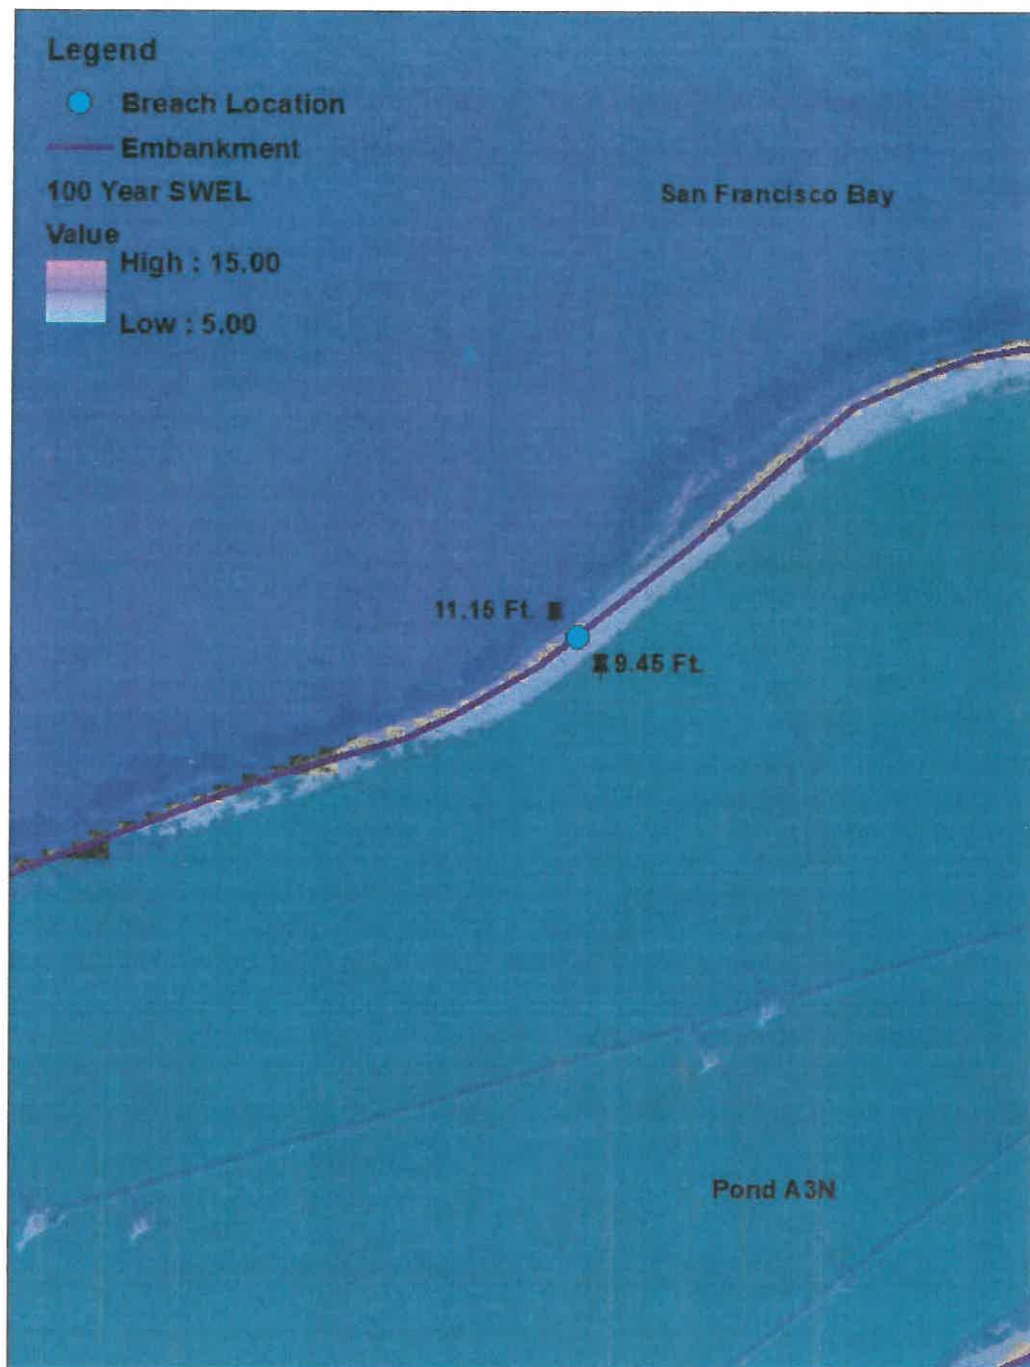 Legend
Breach Location
Embankment
100 Year SWEL
Value
High : 15.00
Low : 5.00
San Francisco Bay
11.15 Ft.
9.45 Ft.
Pond A3N